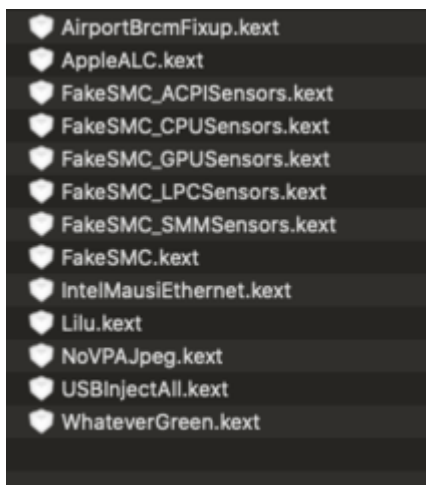 AirportBrcmFixup.kext
AppleALC.kext
FakeSMC_ACPISensors.kext
FakeSMC_CPUSensors.kext
FakeSMC_GPUSensors.kext
FakeSMC_LPCSensors.kext
FakeSMC_SMMSensors.kext
FakeSMC.kext
IntelMausiEthernet.kext
Lilu.kext
NoVPAJpeg.kext
USBInjectAll.kext
WhateverGreen.kext